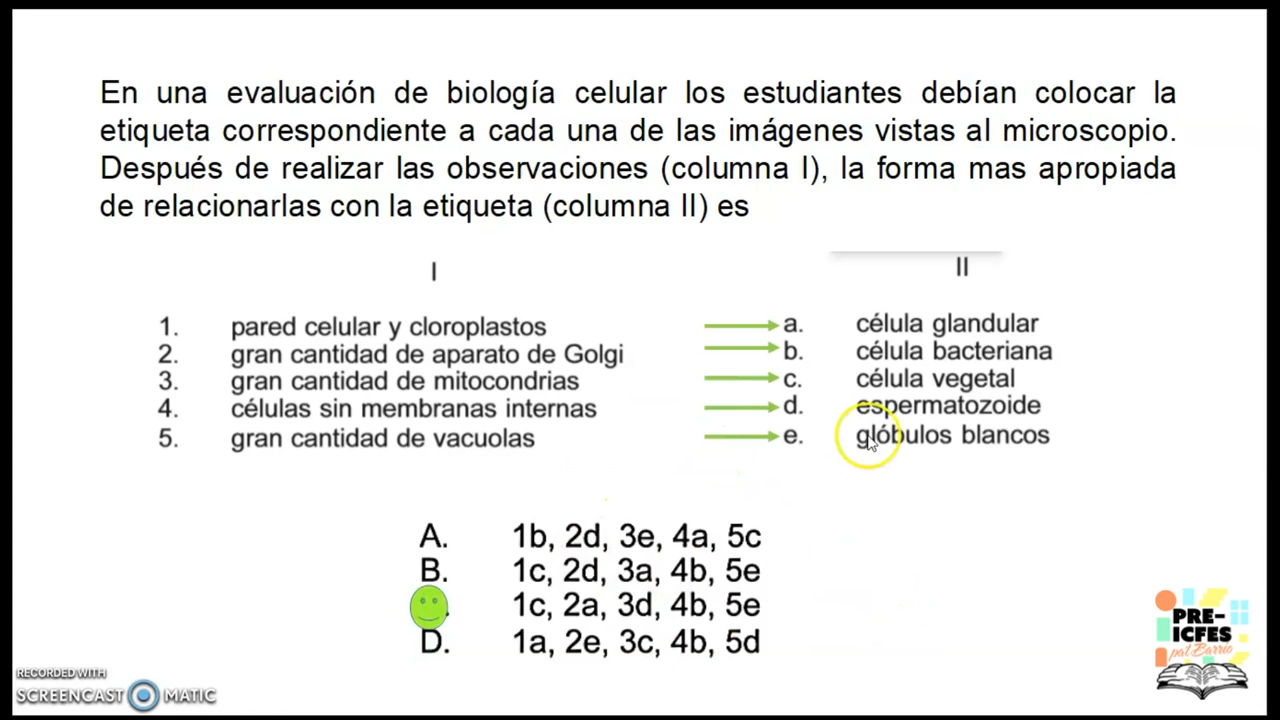 En una evaluación de biología celular los estudiantes debían colocar la
etiqueta correspondiente a cada una de las imágenes vistas al microscopio.
Después de realizar las observaciones (columna I), la forma mas apropiada
de relacionarlas con la etiqueta (columna II) es
I
II
1. pared celular y cloroplastos
2. gran cantidad de aparato de Golgi
3. gran cantidad de mitocondrias
4. células sin membranas internas
5. gran cantidad de vacuolas
a. célula glandular
b. célula bacteriana
c. célula vegetal
d. espermatozoide
e. glóbulos blancos
A. 1b, 2d, 3e, 4a, 5c
B. 1c, 2d, 3a, 4b, 5e
. 1c, 2a, 3d, 4b, 5e
D. 1a, 2e, 3c, 4b, 5d
PRE-
ICFES
pa'l Barrio
RECORDED WITH
SCREENCAST MATIC